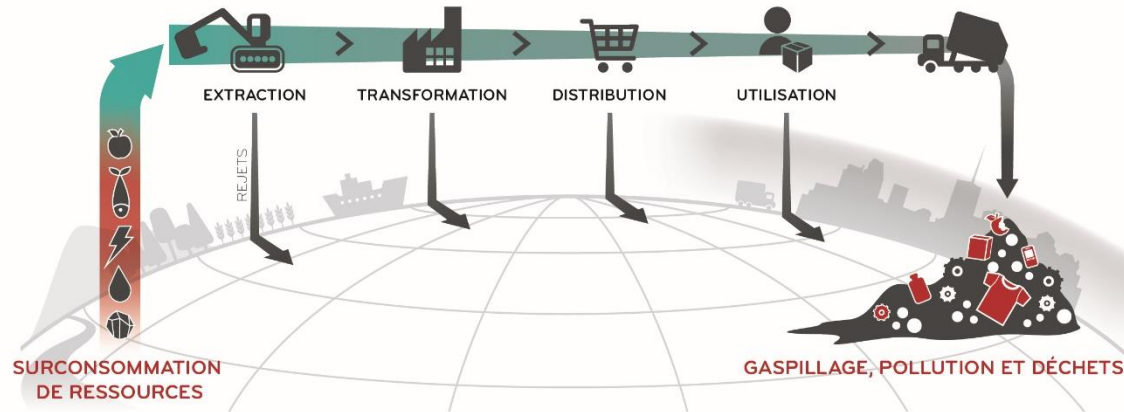 EXTRACTION
TRANSFORMATION
DISTRIBUTION
UTILISATION
REJETS
SURCONSOMMATION
DE RESSOURCES
GASPILLAGE, POLLUTION ET DÉCHETS